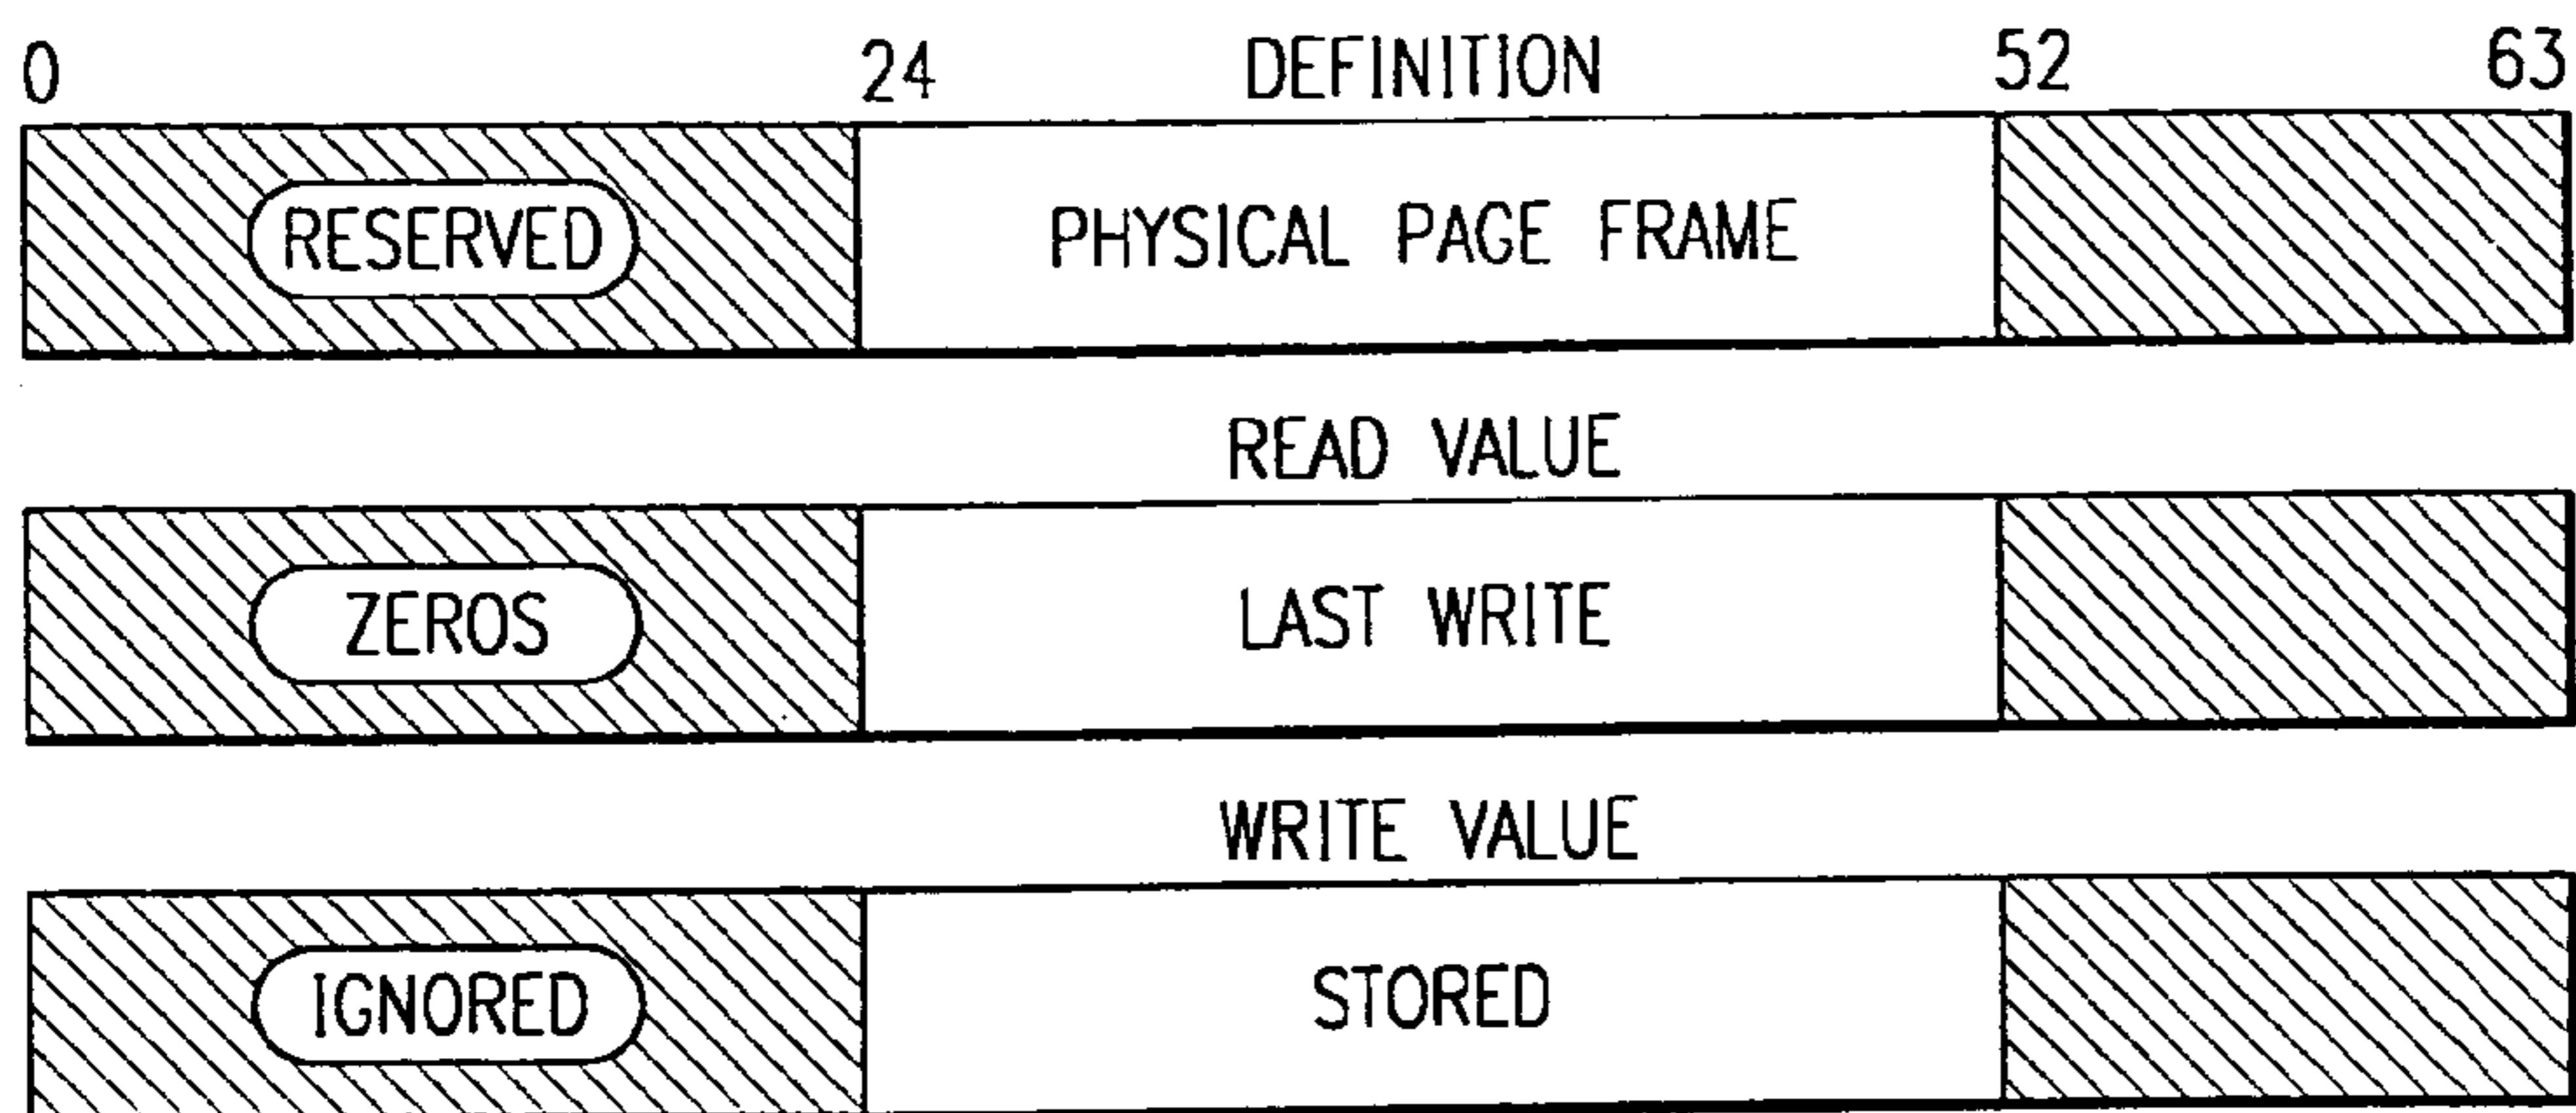 0 24 DEFINITION 52 63
RESERVED PHYSICAL PAGE FRAME
READ VALUE
ZEROS LAST WRITE
WRITE VALUE
IGNORED STORED